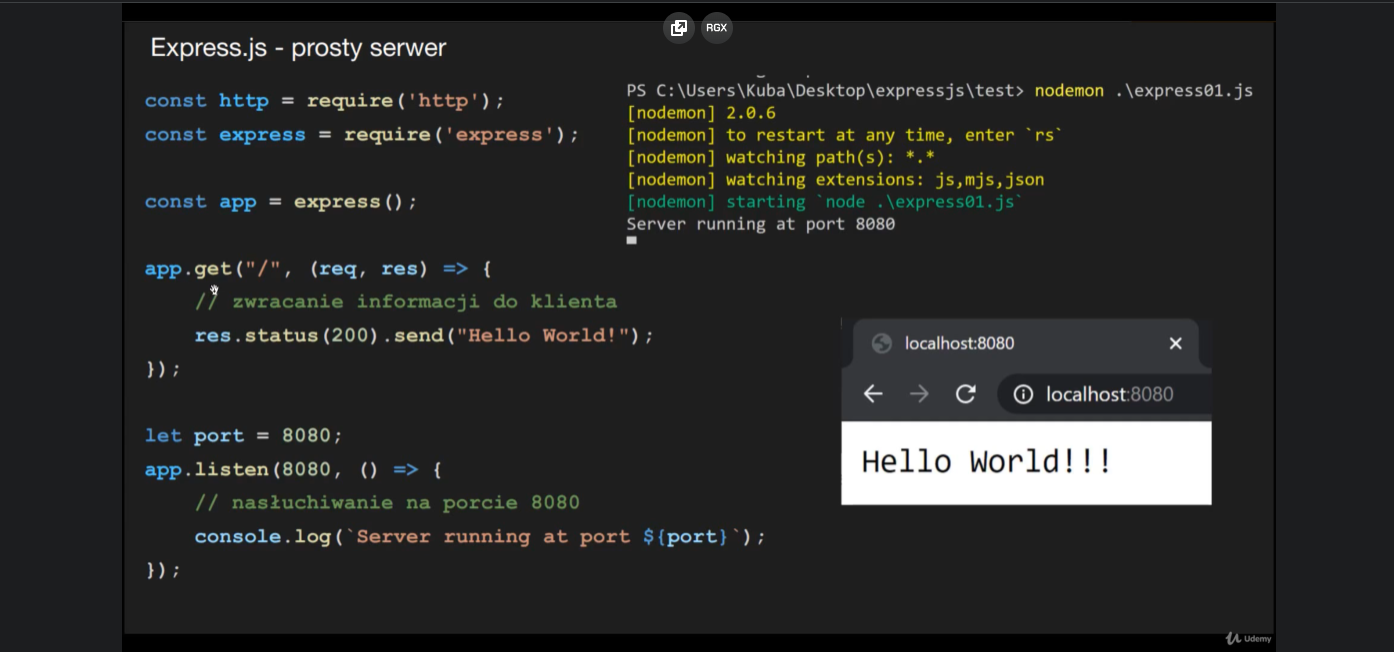 RGX
Express.js - prosty serwer
const http = require('http');
const express = require('express');
const app = express();
app.get("/", (req, res) => {
// zwracanie informacji do klienta
res.status(200).send("Hello World!");
});
let port = 8080;
app.listen(8080, () => {
// nasłuchiwanie na porcie 8080
console.log(`Server running at port ${port}`);
});
PS C:\Users\Kuba\Desktop\expressjs\test> nodemon .\express01.js
[nodemon] 2.0.6
[nodemon] to restart at any time, enter `rs`
[nodemon] watching path(s): *.*
[nodemon] watching extensions: js,mjs,json
[nodemon] starting `node .\express01.js`
Server running at port 8080
localhost:8080
localhost:8080
Hello World!!!
Udemy